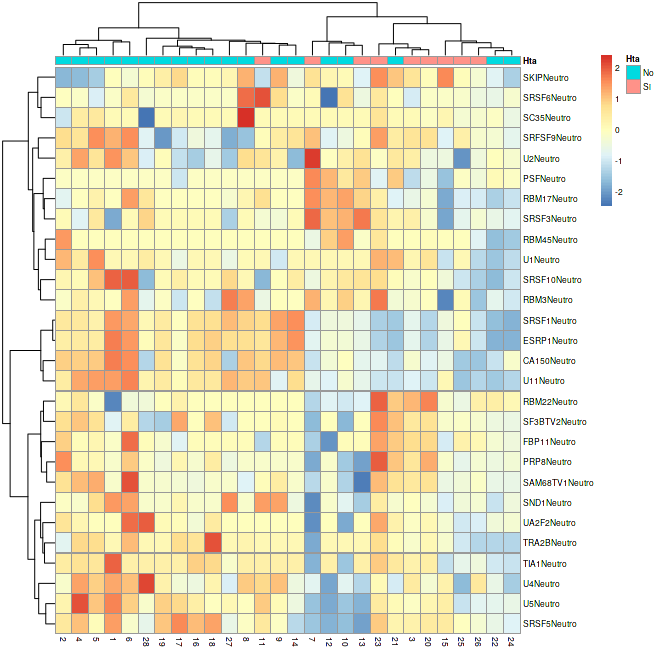 Hta
SKIPNeutro
SRSF6Neutro
SC35Neutro
SRFSF9Neutro
U2Neutro
PSFNeutro
RBM17Neutro
SRSF3Neutro
RBM45Neutro
U1Neutro
SRSF10Neutro
RBM3Neutro
SRSF1Neutro
ESRP1Neutro
CA150Neutro
U11Neutro
RBM22Neutro
SF3BTV2Neutro
FBP11Neutro
PRP8Neutro
SAM68TV1Neutro
SND1Neutro
UA2F2Neutro
TRA2BNeutro
TIA1Neutro
U4Neutro
U5Neutro
SRSF5Neutro
2 4 5 1 6 28 19 17 16 18 27 8 11 9 14 7 12 10 13 23 21 3 20 15 25 26 22 24
2
1
0
-1
-2
Hta
No
Si